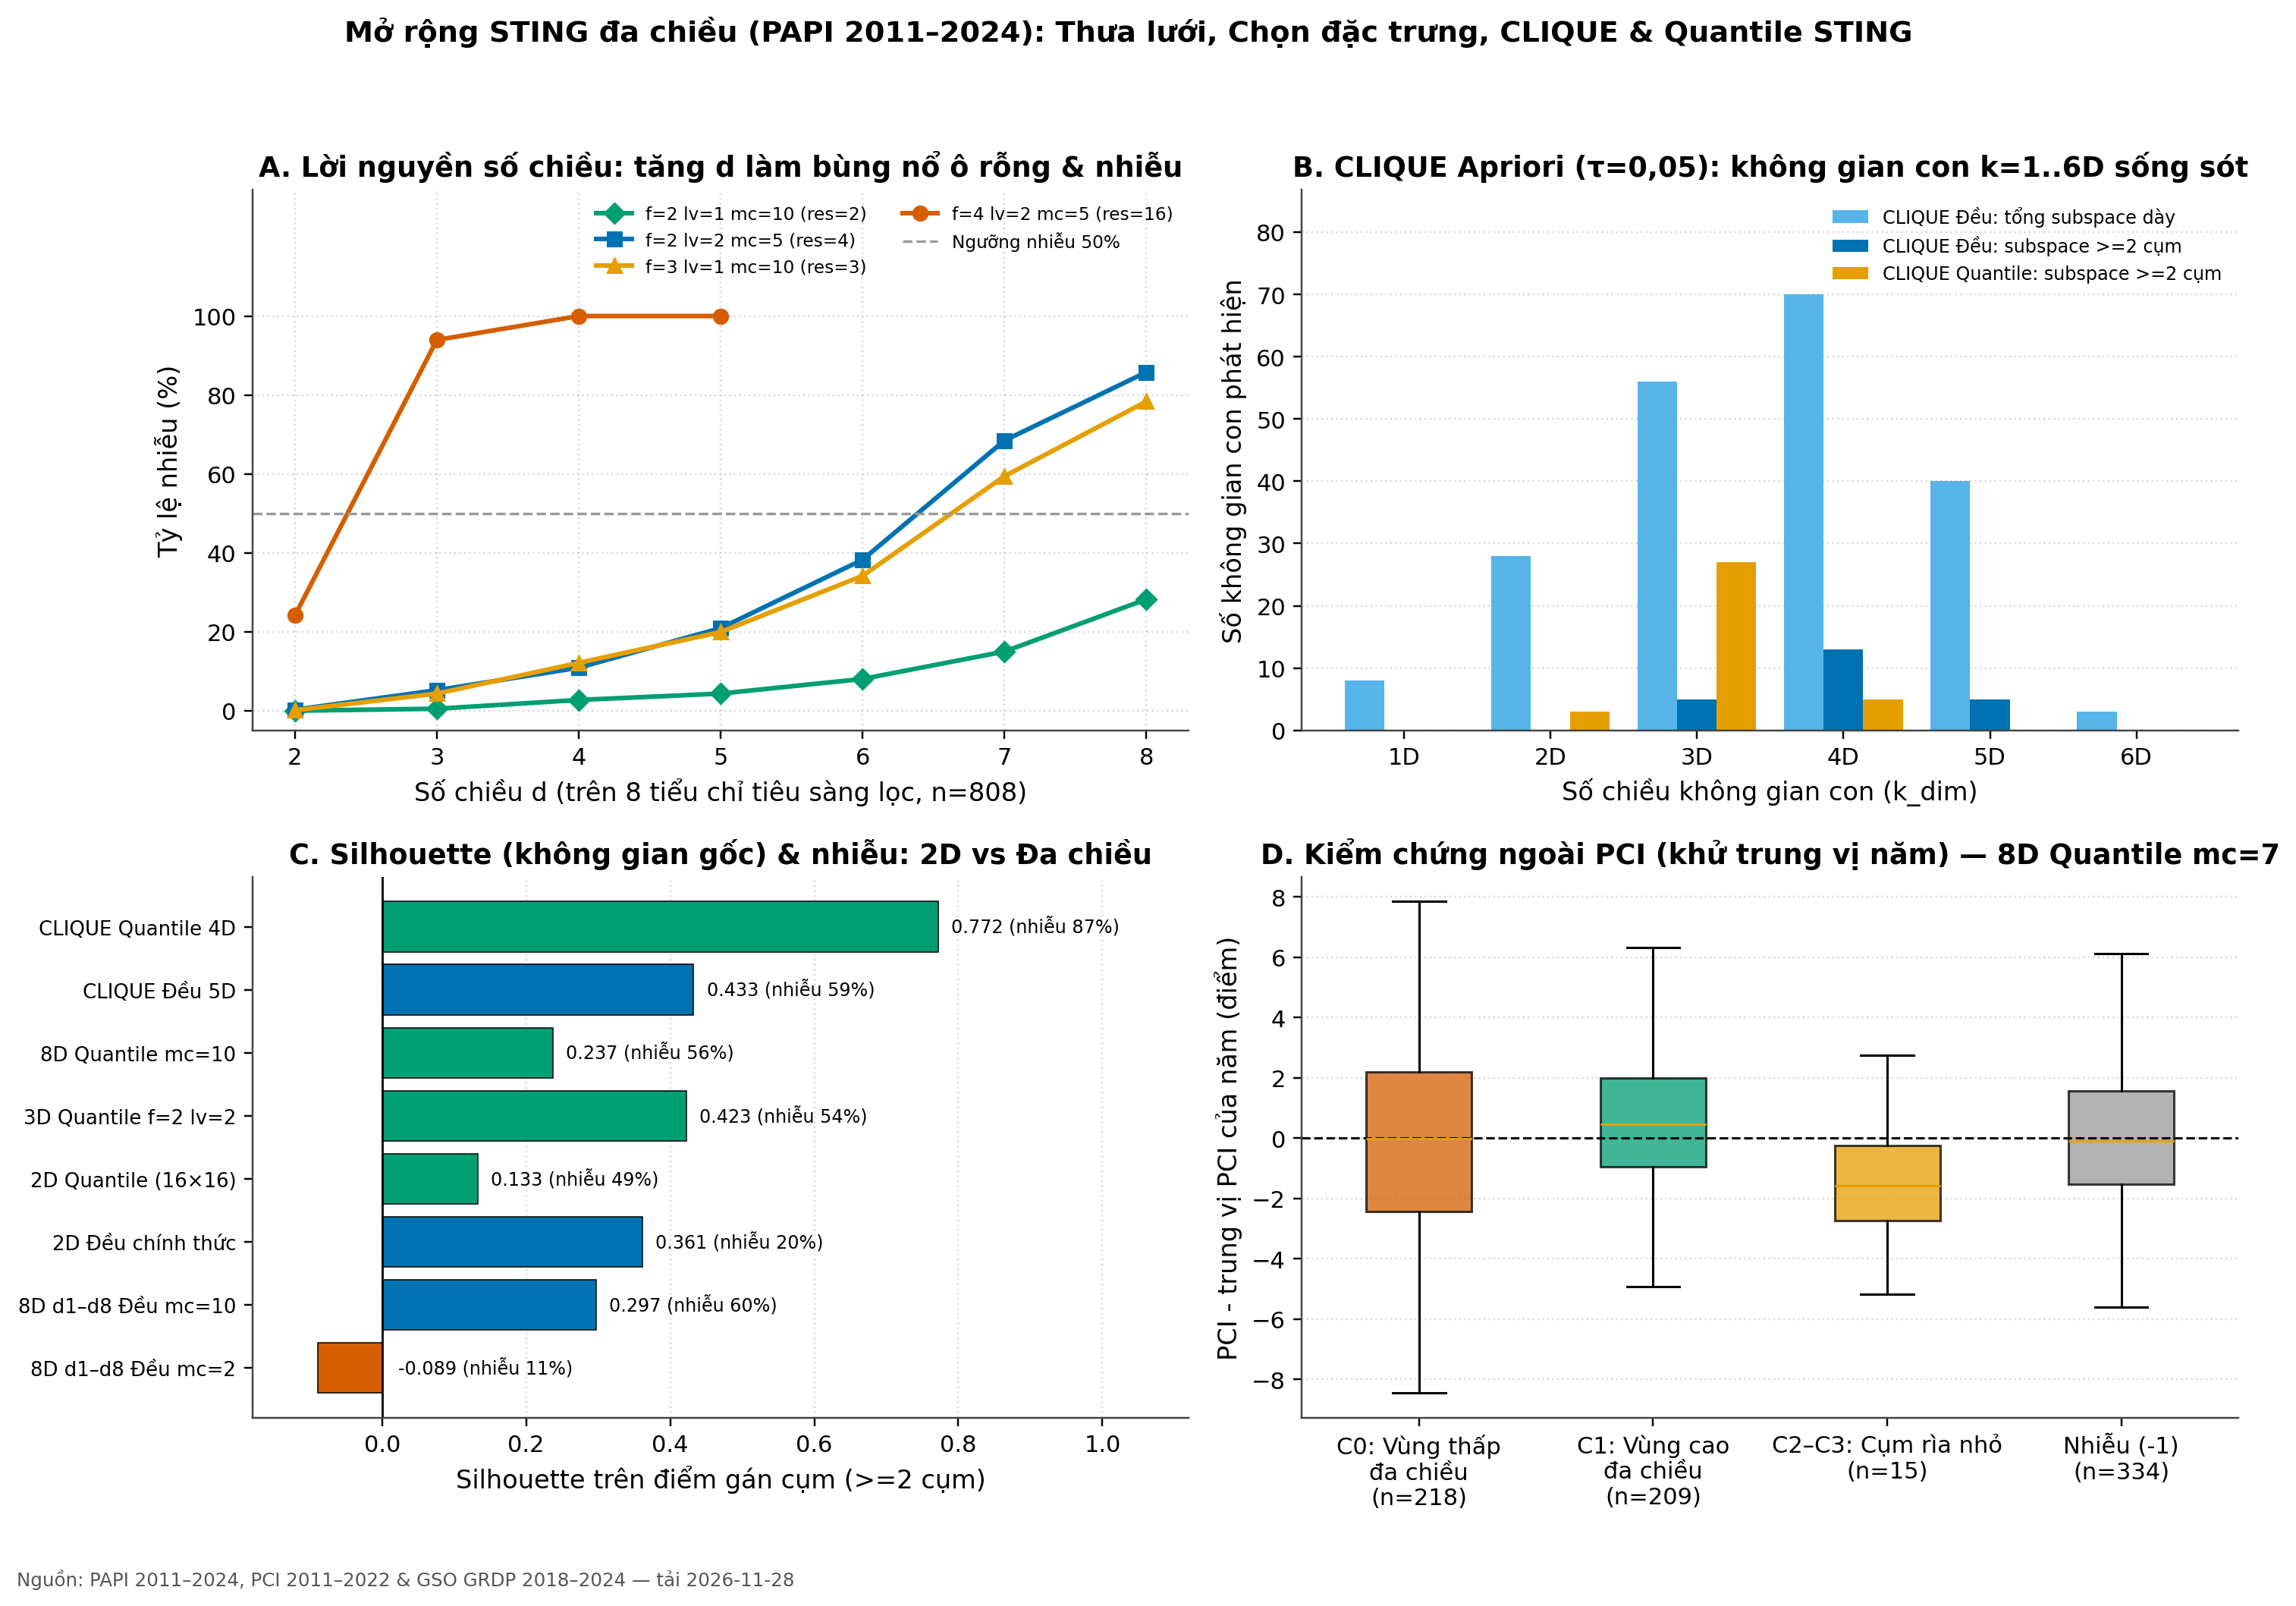 Mở rộng STING đa chiều (PAPI 2011–2024): Thưa lưới, Chọn đặc trưng, CLIQUE & Quantile STING
A. Lời nguyền số chiều: tăng d làm bùng nổ ô rỗng & nhiễu
f=2 lv=1 mc=10 (res=2)
f=2 lv=2 mc=5 (res=4)
f=3 lv=1 mc=10 (res=3)
f=4 lv=2 mc=5 (res=16)
Ngưỡng nhiễu 50%
Tỷ lệ nhiễu (%)
100
80
60
40
20
0
2 3 4 5 6 7 8
Số chiều d (trên 8 tiểu chỉ tiêu sàng lọc, n=808)
B. CLIQUE Apriori (τ=0,05): không gian con k=1..6D sống sót
CLIQUE Đều: tổng subspace dày
CLIQUE Đều: subspace >=2 cụm
CLIQUE Quantile: subspace >=2 cụm
Số không gian con phát hiện
80
70
60
50
40
30
20
10
0
1D 2D 3D 4D 5D 6D
Số chiều không gian con (k_dim)
C. Silhouette (không gian gốc) & nhiễu: 2D vs Đa chiều
CLIQUE Quantile 4D
0.772 (nhiễu 87%)
CLIQUE Đều 5D
0.433 (nhiễu 59%)
8D Quantile mc=10
0.237 (nhiễu 56%)
3D Quantile f=2 lv=2
0.423 (nhiễu 54%)
2D Quantile (16×16)
0.133 (nhiễu 49%)
2D Đều chính thức
0.361 (nhiễu 20%)
8D d1–d8 Đều mc=10
0.297 (nhiễu 60%)
8D d1–d8 Đều mc=2
-0.089 (nhiễu 11%)
0.0 0.2 0.4 0.6 0.8 1.0
Silhouette trên điểm gán cụm (>=2 cụm)
D. Kiểm chứng ngoài PCI (khử trung vị năm) — 8D Quantile mc=7
PCI - trung vị PCI của năm (điểm)
8
6
4
2
0
−2
−4
−6
−8
C0: Vùng thấp
đa chiều
(n=218)
C1: Vùng cao
đa chiều
(n=209)
C2–C3: Cụm rìa nhỏ
(n=15)
Nhiễu (-1)
(n=334)
Nguồn: PAPI 2011–2024, PCI 2011–2022 & GSO GRDP 2018–2024 — tải 2026-11-28